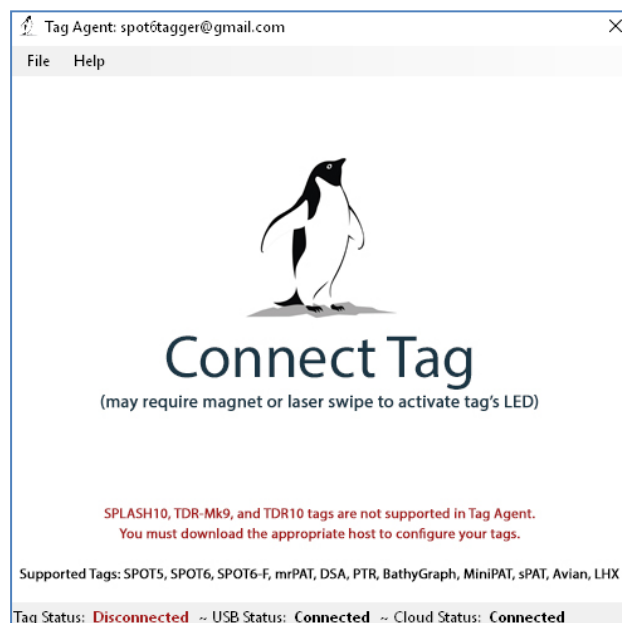 Tag Agent: spot6tagger@gmail.com
File Help
Connect Tag
(may require magnet or laser swipe to activate tag's LED)
SPLASH10, TDR-Mk9, and TDR10 tags are not supported in Tag Agent.
You must download the appropriate host to configure your tags.
Supported Tags: SPOT5, SPOT6, SPOT6-F, mrPAT, DSA, PTR, BathyGraph, MiniPAT, sPAT, Avian, LHX
Tag Status: Disconnected ~ USB Status: Connected ~ Cloud Status: Connected